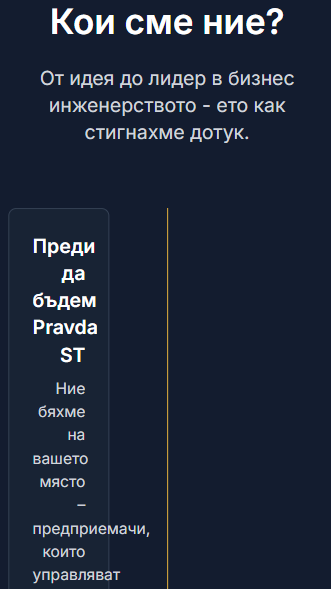 Кои сме ние?
От идея до лидер в бизнес
инженерството - ето как
стигнахме дотук.
Преди
да
бъдем
Pravda
ST
Ние
бяхме
на
вашето
място
–
предприемачи,
които
управляват